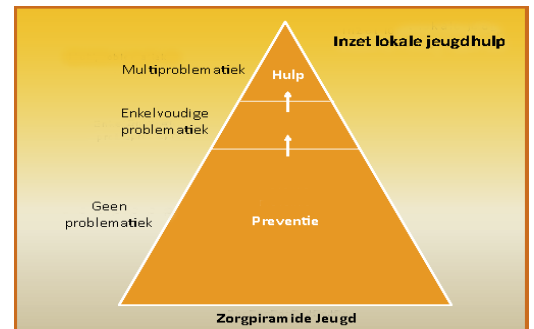 Inzet lokale jeugdhulp
Multiproblematiek
Hulp
Enkelvoudige
problematiek
Geen
problematiek
Preventie
Zorgpiramide Jeugd